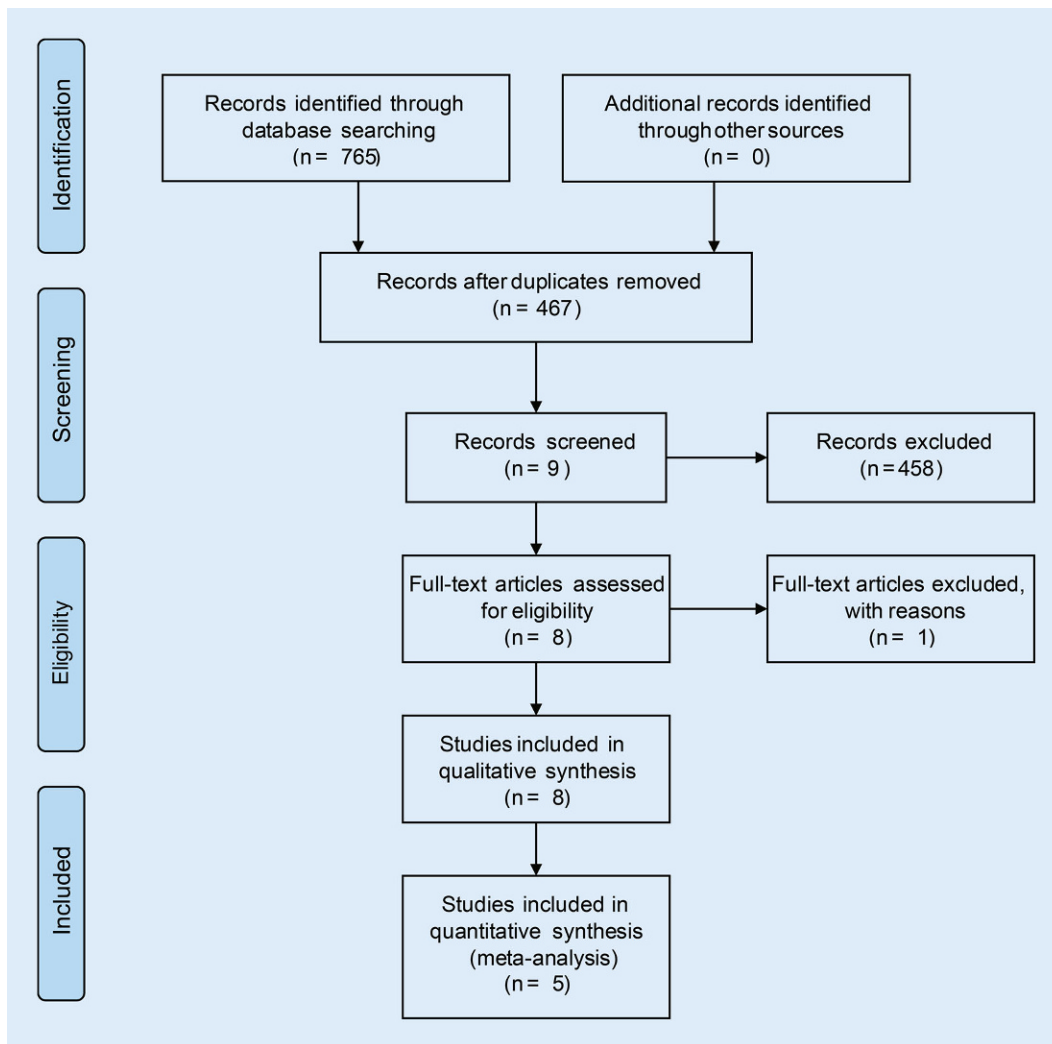 Identification
Records identified through
database searching
(n = 765)
Additional records identified
through other sources
(n = 0)
Records after duplicates removed
(n = 467)
Screening
Records screened
(n = 9)
Records excluded
(n = 458)
Eligibility
Full-text articles assessed
for eligibility
(n = 8)
Full-text articles excluded,
with reasons
(n = 1)
Studies included in
qualitative synthesis
(n = 8)
Included
Studies included in
quantitative synthesis
(meta-analysis)
(n = 5)